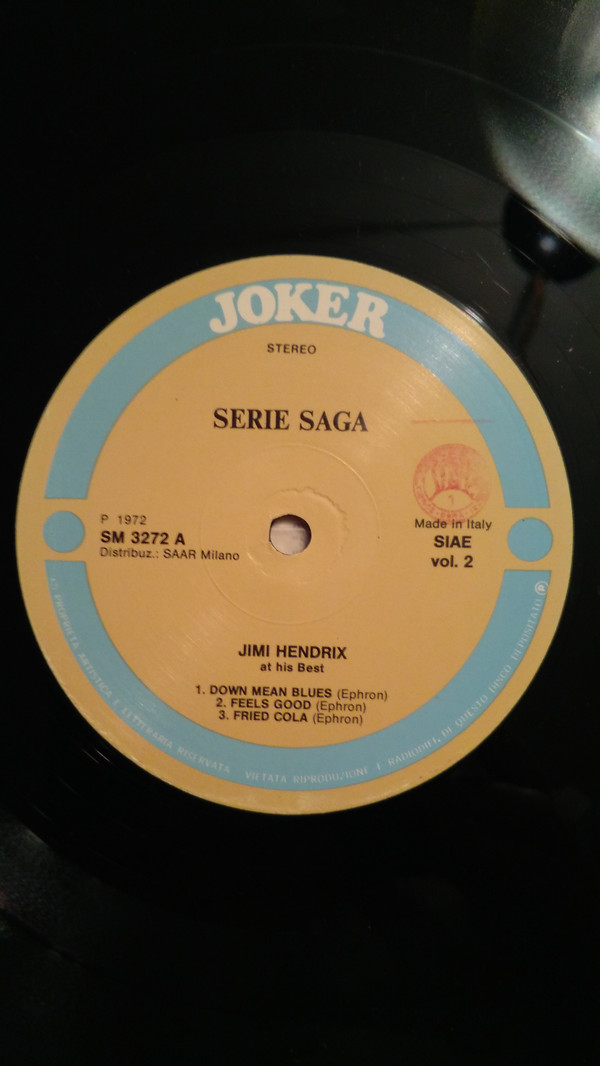 JOKER
STEREO
SERIE SAGA
P 1972
SM 3272 A
Distribuz.: SAAR Milano
Made in Italy
SIAE
vol. 2
JIMI HENDRIX
at his Best
1. DOWN MEAN BLUES (Ephron)
2. FEELS GOOD (Ephron)
3. FRIED COLA (Ephron)
PROPRIETÀ ARTISTICA E LETTERARIA RISERVATA VIETATA RIPRODUZIONE RADIODIFF. DI QUESTO DISCO DEPOSITATO